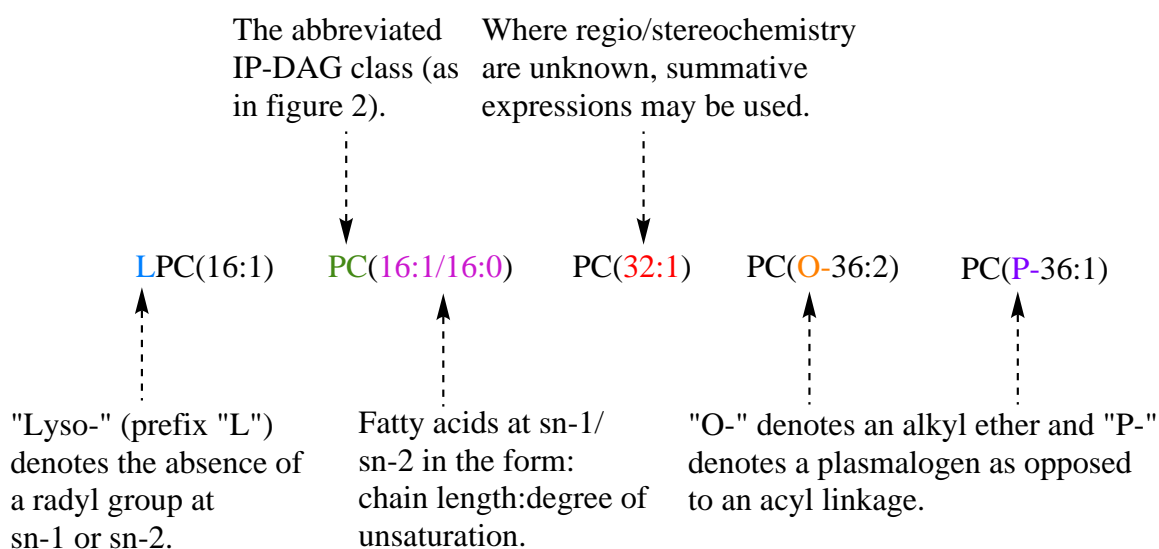 The abbreviated
IP-DAG class (as
in figure 2).
Where regio/stereochemistry
are unknown, summative
expressions may be used.
LPC(16:1)
PC(16:1/16:0)
PC(32:1)
PC(O-36:2)
PC(P-36:1)
"Lyso-" (prefix "L")
denotes the absence of
a radyl group at
sn-1 or sn-2.
Fatty acids at sn-1/
sn-2 in the form:
chain length:degree of
unsaturation.
"O-" denotes an alkyl ether and "P-"
denotes a plasmalogen as opposed
to an acyl linkage.